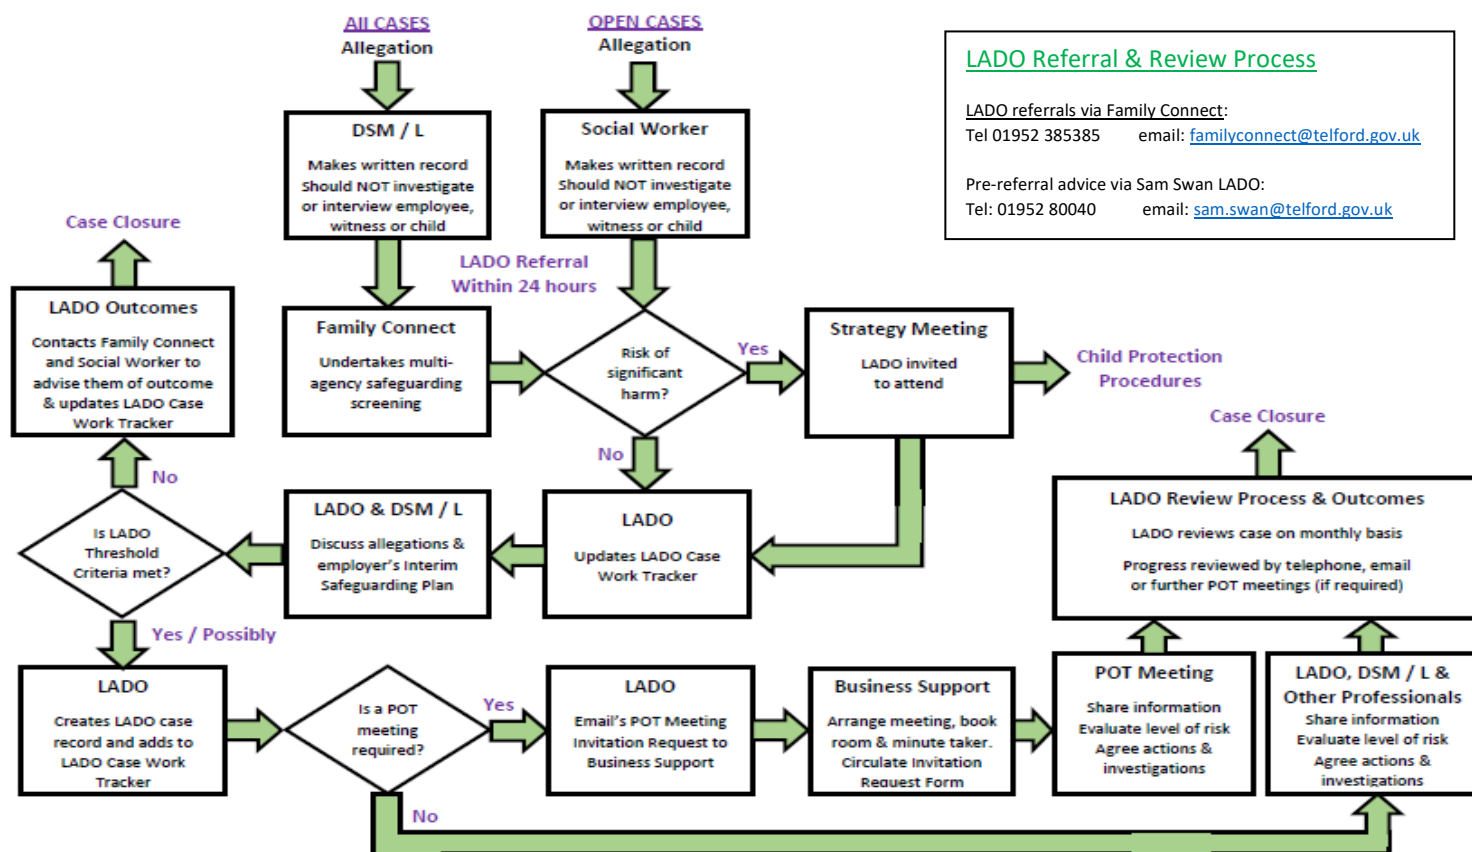 All CASES
Allegation
OPEN CASES
Allegation
LADO Referral & Review Process
LADO referrals via Family Connect:
Tel 01952 385385 email: familyconnect@telford.gov.uk
Pre-referral advice via Sam Swan LADO:
Tel: 01952 80040 email: sam.swan@telford.gov.uk
DSM / L
Makes written record
Should NOT investigate
or interview employee,
witness or child
Social Worker
Makes written record
Should NOT investigate
or interview employee,
witness or child
Case Closure
LADO Referral
Within 24 hours
LADO Outcomes
Contacts Family Connect
and Social Worker to
advise them of outcome
& updates LADO Case
Work Tracker
Family Connect
Undertakes multi-
agency safeguarding
screening
Risk of
significant
harm?
Yes
Strategy Meeting
LADO invited
to attend
Child Protection
Procedures
Case Closure
No
No
Is LADO
Threshold
Criteria met?
LADO & DSM / L
Discuss allegations &
employer's Interim
Safeguarding Plan
LADO
Updates LADO Case
Work Tracker
LADO Review Process & Outcomes
LADO reviews case on monthly basis
Progress reviewed by telephone, email
or further POT meetings (if required)
Yes / Possibly
LADO
Creates LADO case
record and adds to
LADO Case Work
Tracker
Is a POT
meeting
required?
Yes
LADO
Email's POT Meeting
Invitation Request to
Business Support
Business Support
Arrange meeting, book
room & minute taker.
Circulate Invitation
Request Form
POT Meeting
Share information
Evaluate level of risk
Agree actions &
investigations
LADO, DSM / L &
Other Professionals
Share information
Evaluate level of risk
Agree actions &
investigations
No